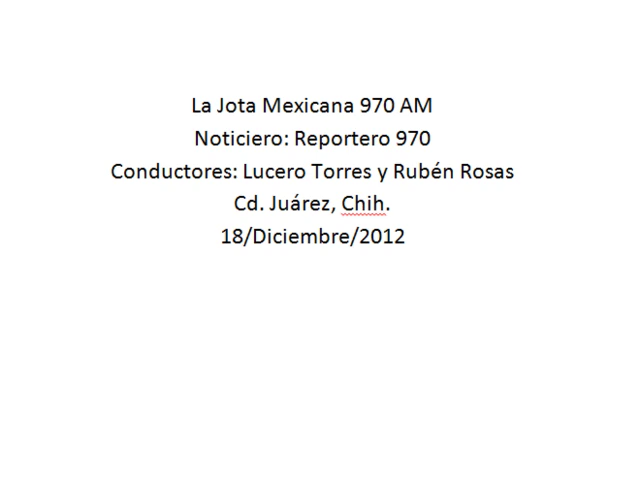 La Jota Mexicana 970 AM
Noticiero: Reportero 970
Conductores: Lucero Torres y Rubén Rosas
Cd. Juárez, Chih.
18/Diciembre/2012